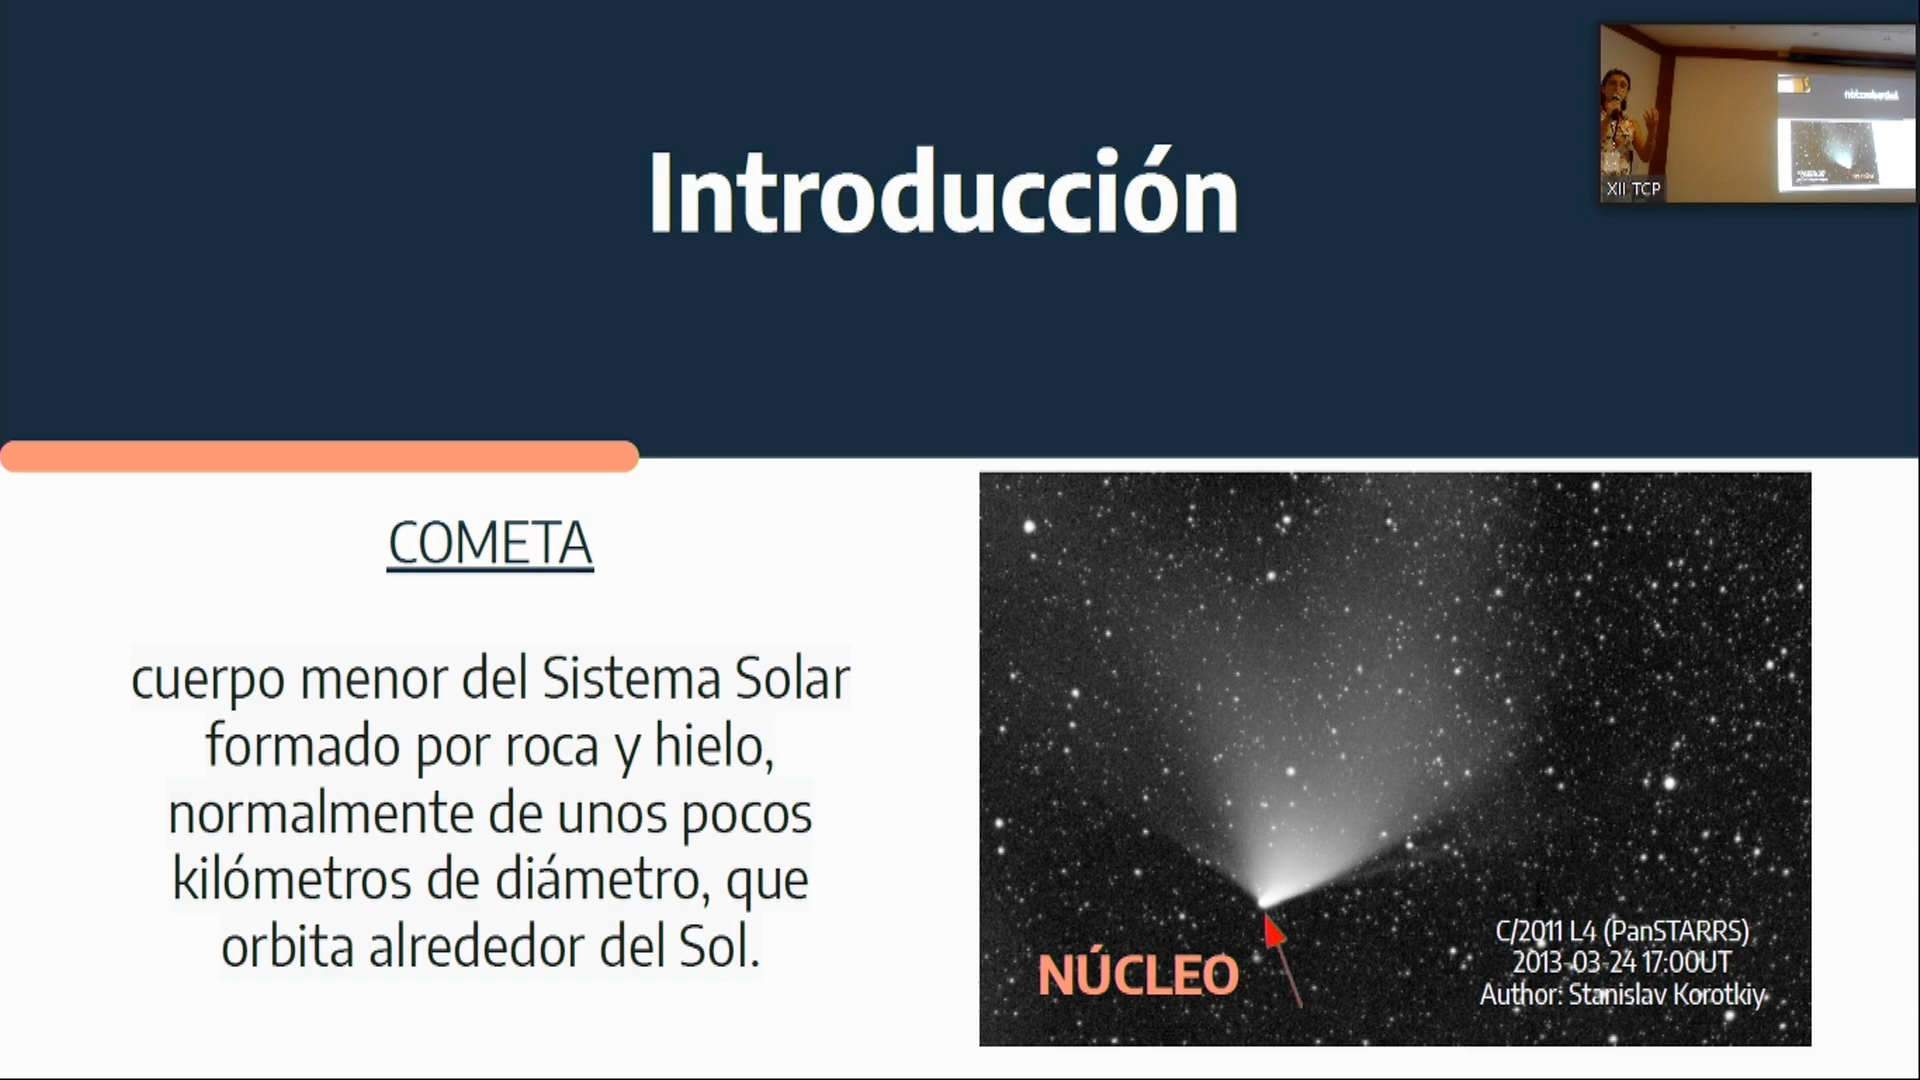 Introducción
XII TCP
COMETA
cuerpo menor del Sistema Solar
formado por roca y hielo,
normalmente de unos pocos
kilómetros de diámetro, que
orbita alrededor del Sol.
NÚCLEO
C/2011 L4 (PanSTARRS)
2013-03-24 17:00UT
Author: Stanislav Korotkiy